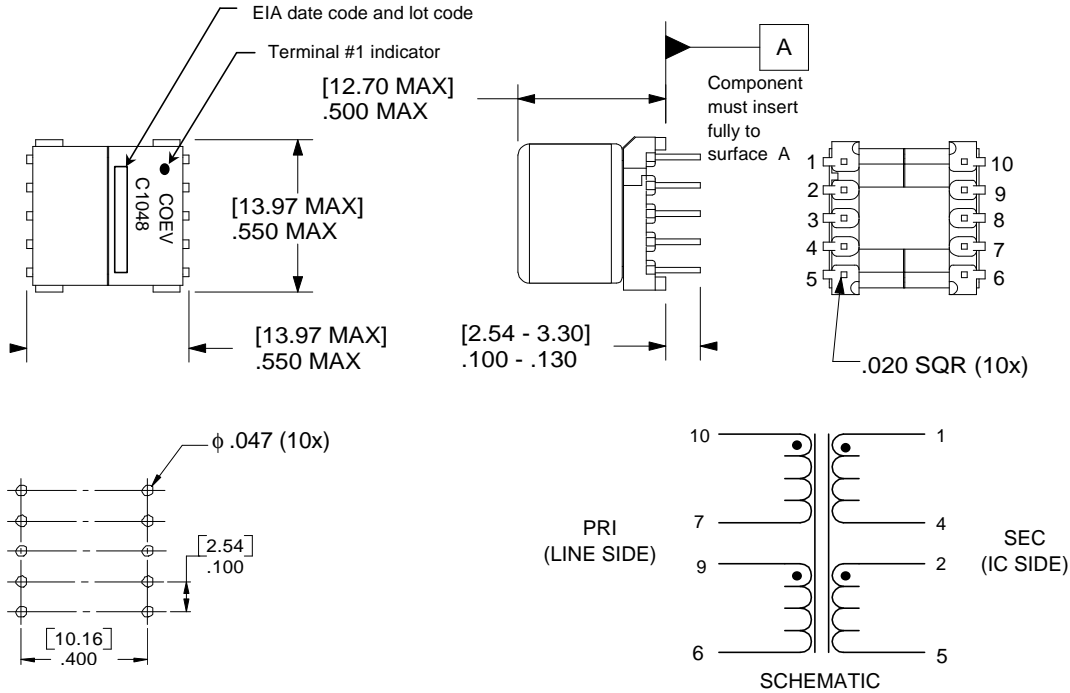 EIA date code and lot code
Terminal #1 indicator
[12.70 MAX]
.500 MAX
A
Component
must insert
fully to
surface A
COEV
C1048
[13.97 MAX]
.550 MAX
[13.97 MAX]
.550 MAX
[2.54 - 3.30]
.100 - .130
1
2
3
4
5
10
9
8
7
6
.020 SQR (10x)
ϕ .047 (10x)
[2.54]
.100
[10.16]
.400
PRI
(LINE SIDE)
10
7
9
6
1
4
2
5
SEC
(IC SIDE)
SCHEMATIC